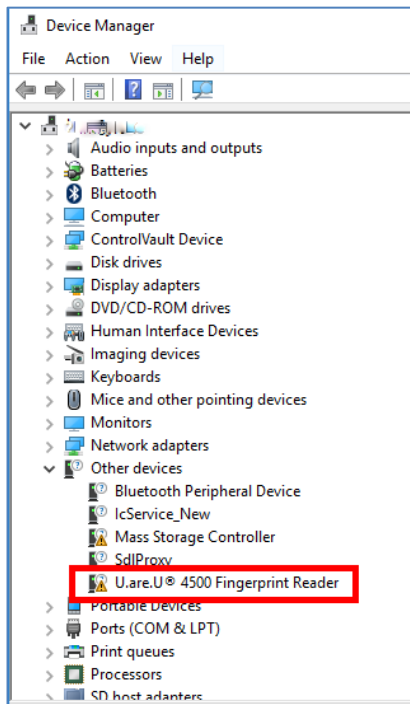 Device Manager
File Action View Help
Audio inputs and outputs
Batteries
Bluetooth
Computer
ControlVault Device
Disk drives
Display adapters
DVD/CD-ROM drives
Human Interface Devices
Imaging devices
Keyboards
Mice and other pointing devices
Monitors
Network adapters
Other devices
Bluetooth Peripheral Device
IcService_New
Mass Storage Controller
SdlProxy
U.are.U® 4500 Fingerprint Reader
Portable Devices
Ports (COM & LPT)
Print queues
Processors
SD host adapters